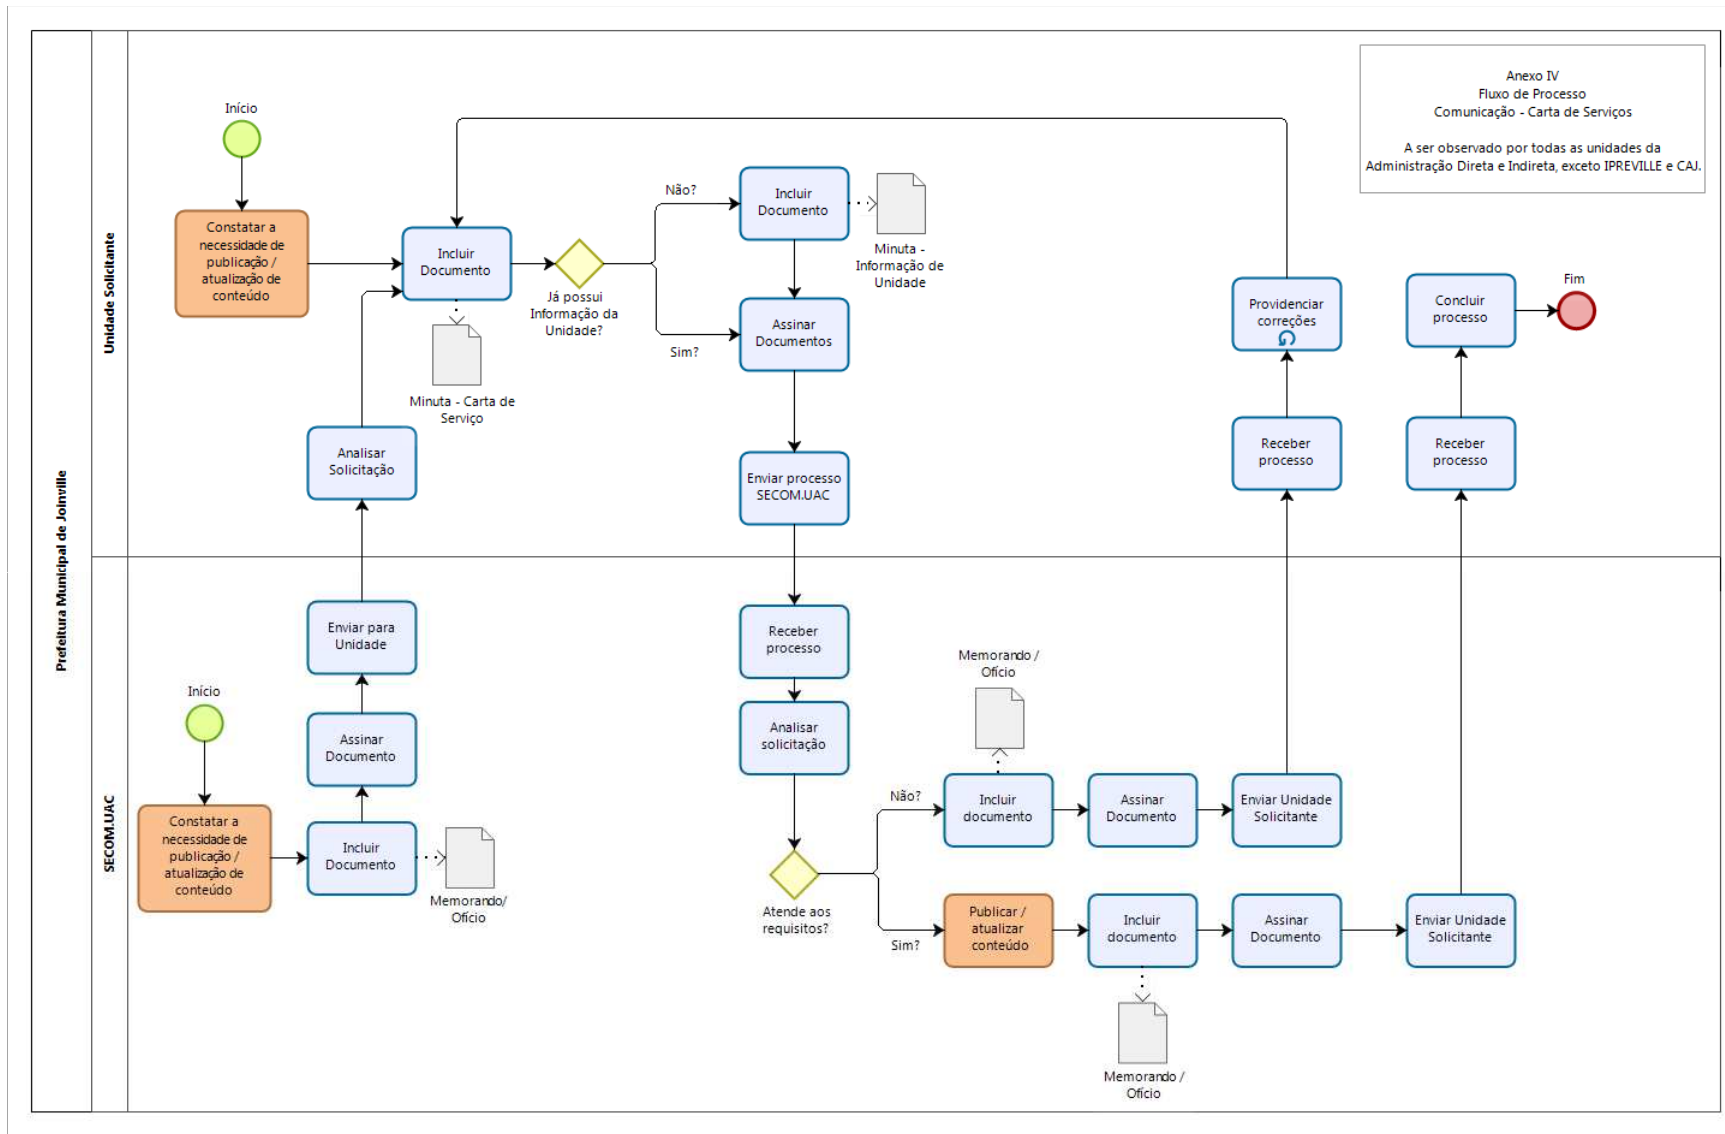 Prefeitura Municipal de Joinville
Unidade Solicitante
SECOM.UAC
Anexo IV
Fluxo de Processo
Comunicação - Carta de Serviços
A ser observado por todas as unidades da
Administração Direta e Indireta, exceto IPREVILLE e CAJ.
Início
Constatar a
necessidade de
publicação /
atualização de
conteúdo
Incluir
Documento
Minuta - Carta de
Serviço
Já possui
Informação da
Unidade?
Não?
Sim?
Incluir
Documento
Minuta -
Informação de
Unidade
Assinar
Documentos
Enviar processo
SECOM.UAC
Analisar
Solicitação
Providenciar
correções
Receber
processo
Concluir
processo
Receber
processo
Fim
Início
Constatar a
necessidade de
publicação /
atualização de
conteúdo
Incluir
Documento
Memorando/
Ofício
Assinar
Documento
Enviar para
Unidade
Receber
processo
Analisar
solicitação
Atende aos
requisitos?
Não?
Sim?
Memorando /
Ofício
Incluir
documento
Assinar
Documento
Enviar Unidade
Solicitante
Publicar /
atualizar
conteúdo
Incluir
documento
Memorando /
Ofício
Assinar
Documento
Enviar Unidade
Solicitante